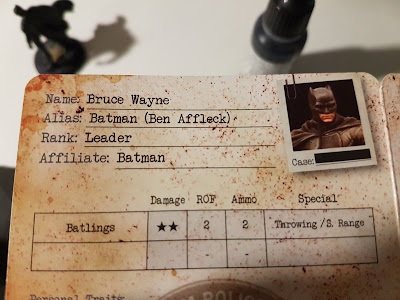 Name: Bruce Wayne
Alias: Batman (Ben Affleck)
Rank: Leader
Affiliate: Batman
Case:
Damage ROF Ammo Special
Batlings ★★ 2 2 Throwing /S. Range
Personal Traits: